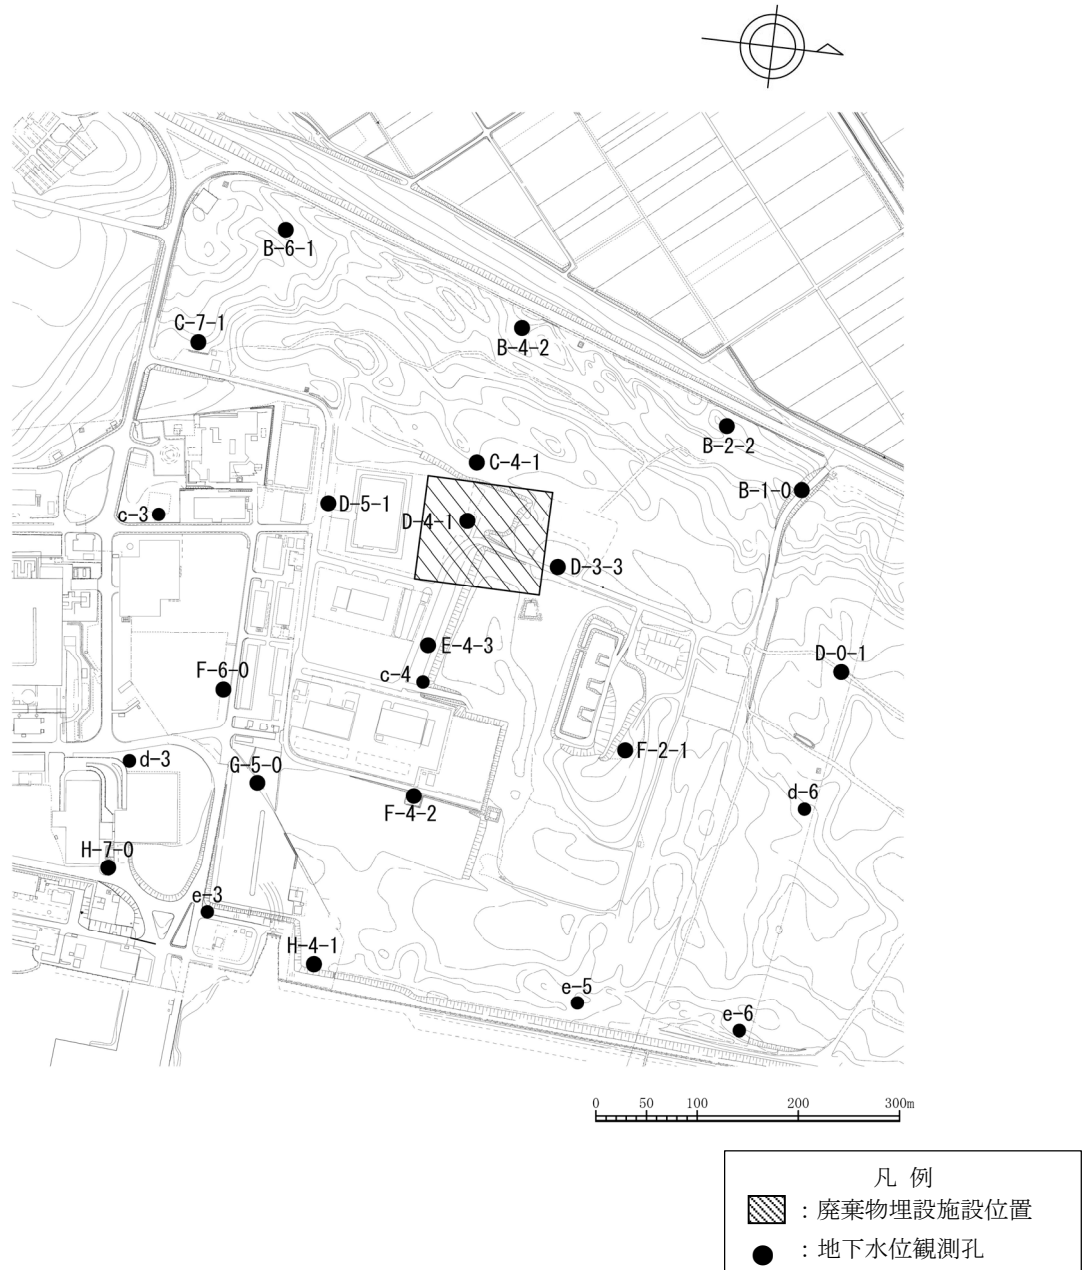 B-6-1
C-7-1
B-4-2
B-2-2
C-4-1
B-1-0
D-5-1
c-3
D-4-1
D-3-3
E-4-3
D-0-1
c-4
F-6-0
F-2-1
d-3
G-5-0
d-6
F-4-2
H-7-0
e-3
H-4-1
e-5
e-6
0 50 100 200 300m
凡 例
：廃棄物埋設施設位置
：地下水位観測孔